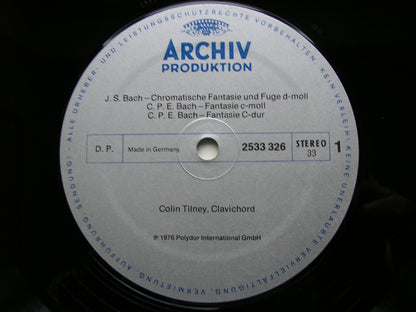 ALLE URHEBER- UND LEISTUNGSSCHUTZRECHTE VORBEHALTEN. KEIN VERLEIH! KEINE UNERLAUBTE VERVIELFÄLTIGUNG, VERMIETUNG, AUFFÜHRUNG, SENDUNG!
ARCHIV
PRODUKTION
J. S. Bach – Chromatische Fantasie und Fuge d-moll
C. P. E. Bach – Fantasie c-moll
C. P. E. Bach – Fantasie C-dur
D. P.
Made in Germany
2533 326
STEREO
33
1
Colin Tilney, Clavichord
℗ 1976 Polydor International GmbH